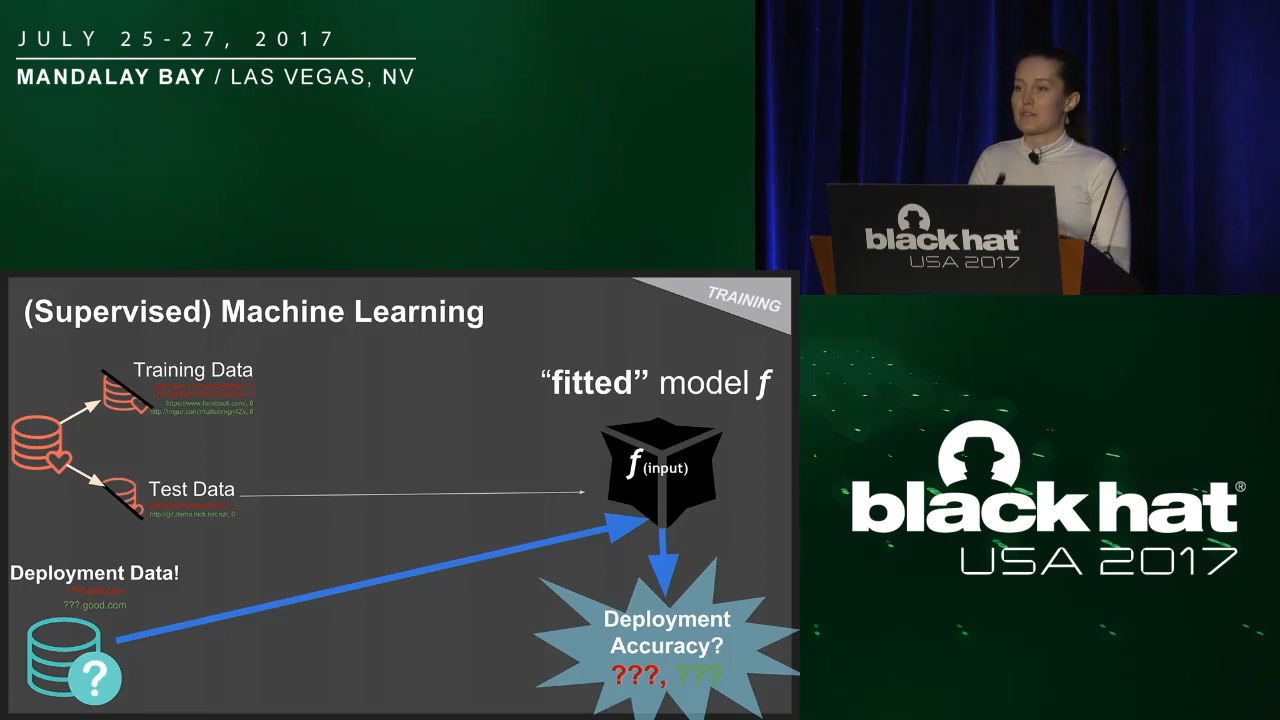 JULY 25-27, 2017
MANDALAY BAY / LAS VEGAS, NV
black hat
USA 2017
(Supervised) Machine Learning
TRAINING
Training Data
https://www.facebook.com/, 0
“fitted” model f
f(input)
Test Data
Deployment Data!
???.good.com
Deployment
Accuracy?
???, ???
black hat®
USA 2017